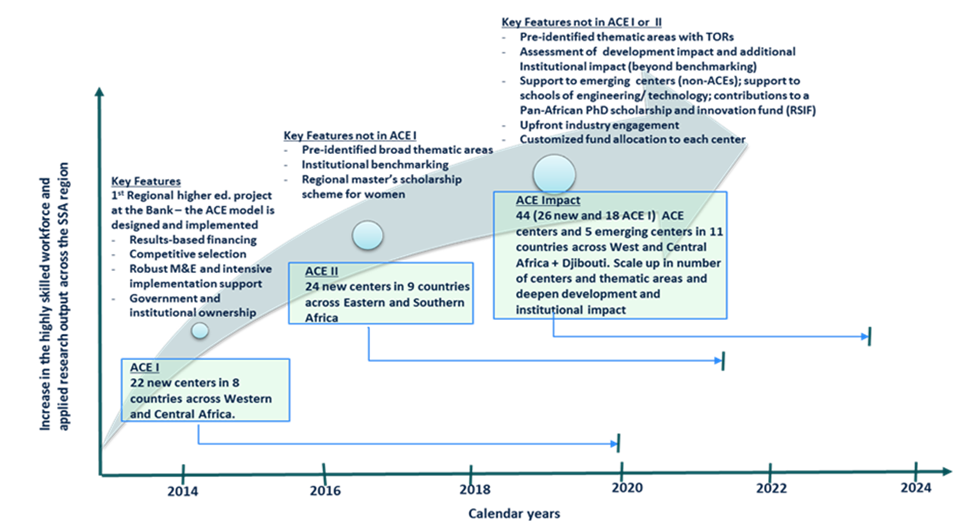 Key Features not in ACE I or II
- Pre-identified thematic areas with TORs
- Assessment of development impact and additional
Institutional impact (beyond benchmarking)
- Support to emerging centers (non-ACEs); support to
schools of engineering/ technology; contributions to a
Pan-African PhD scholarship and innovation fund (RSIF)
- Upfront industry engagement
- Customized fund allocation to each center
Key Features not in ACE I
- Pre-identified broad thematic areas
- Institutional benchmarking
- Regional master's scholarship
scheme for women
Key Features
1st Regional higher ed. project
at the Bank – the ACE model is
designed and implemented
- Results-based financing
- Competitive selection
- Robust M&E and intensive
implementation support
- Government and
institutional ownership
ACE Impact
44 (26 new and 18 ACE I) ACE
centers and 5 emerging centers in 11
countries across West and Central
Africa + Djibouti. Scale up in number
of centers and thematic areas and
deepen development and
institutional impact
ACE II
24 new centers in 9 countries
across Eastern and Southern
Africa
ACE I
22 new centers in 8
countries across Western
and Central Africa.
Increase in the highly skilled workforce and
applied research output across the SSA region
2014 2016 2018 2020 2022 2024
Calendar years